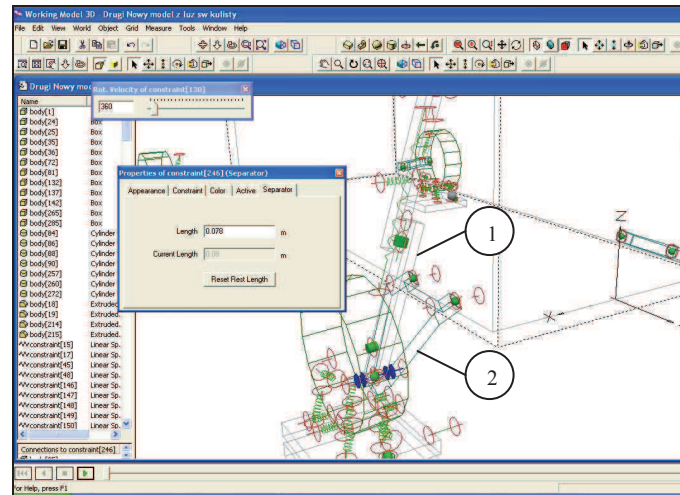 Working Model 3D - Drugi Nowy model z luz sw kulisty
File Edit View World Object Grid Measure Tools Window Help
Drugi Nowy mo
Rot. Velocity of constraint[138]
360
Name
body[1]
body[24] Box
body[25] Box
body[35] Box
body[36] Box
body[72] Box
body[81] Box
body[132] Box
body[137] Box
body[142] Box
body[265] Box
body[285] Box
body[84] Cylinder
body[86] Cylinder
body[88] Cylinder
body[90] Cylinder
body[257] Cylinder
body[260] Cylinder
body[272] Cylinder
body[18] Extruded
body[19] Extruded..
body[214] Extruded..
body[215] Extruded..
constraint[15] Linear Sp..
constraint[17] Linear Sp..
constraint[45] Linear Sp..
constraint[48] Linear Sp..
constraint[146] Linear Sp..
constraint[147] Linear Sp..
constraint[148] Linear Sp..
constraint[149] Linear Sp..
constraint[150] Linear Sp..
Connections to constraint[246]
Properties of constraint[246] (Separator)
Appearance Constraint Color Active Separator
Length 0.078 m
Current Length 0.08 m
Reset Rest Length
1
2
Z
X
For Help, press F1